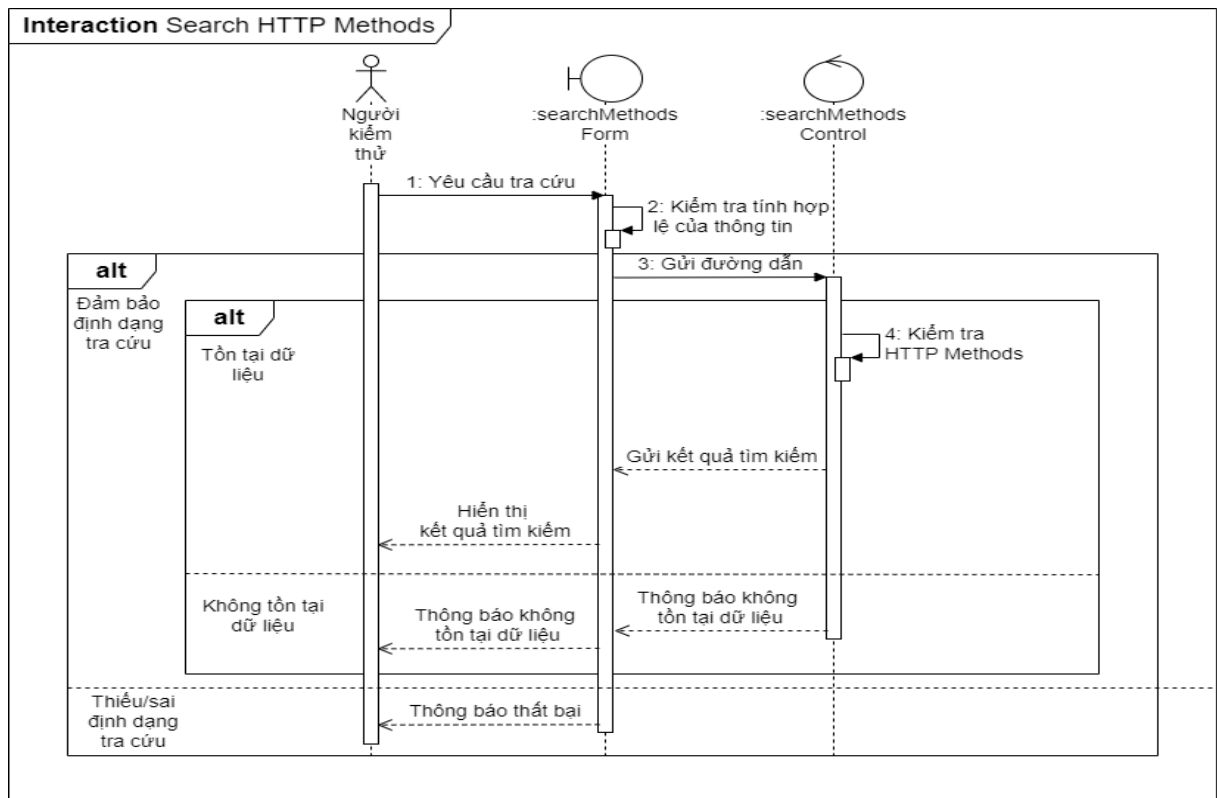 Interaction Search HTTP Methods
Người
kiểm
thử
:searchMethods
Form
:searchMethods
Control
1: Yêu cầu tra cứu
2: Kiểm tra tính hợp
lệ của thông tin
3: Gửi đường dẫn
alt
Đảm bảo
định dạng
tra cứu
alt
Tồn tại dữ
liệu
4: Kiểm tra
HTTP Methods
Gửi kết quả tìm kiếm
Hiển thị
kết quả tìm kiếm
Không tồn tại
dữ liệu
Thông báo không
tồn tại dữ liệu
Thông báo không
tồn tại dữ liệu
Thiếu/sai
định dạng
tra cứu
Thông báo thất bại